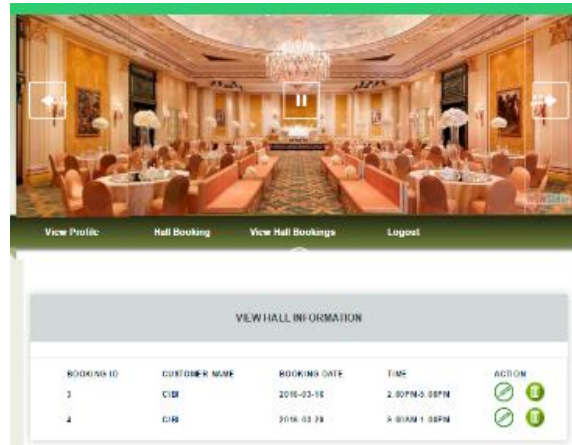 View Profile Hall Booking View Hall Bookings Logout
VIEW HALL INFORMATION
BOOKING ID CUSTOMER NAME BOOKING DATE TIME ACTION
3 CIBI 2016-03-16 2.00PM-5.00PM
4 CIBI 2016-03-29 9.00AM-1.00PM